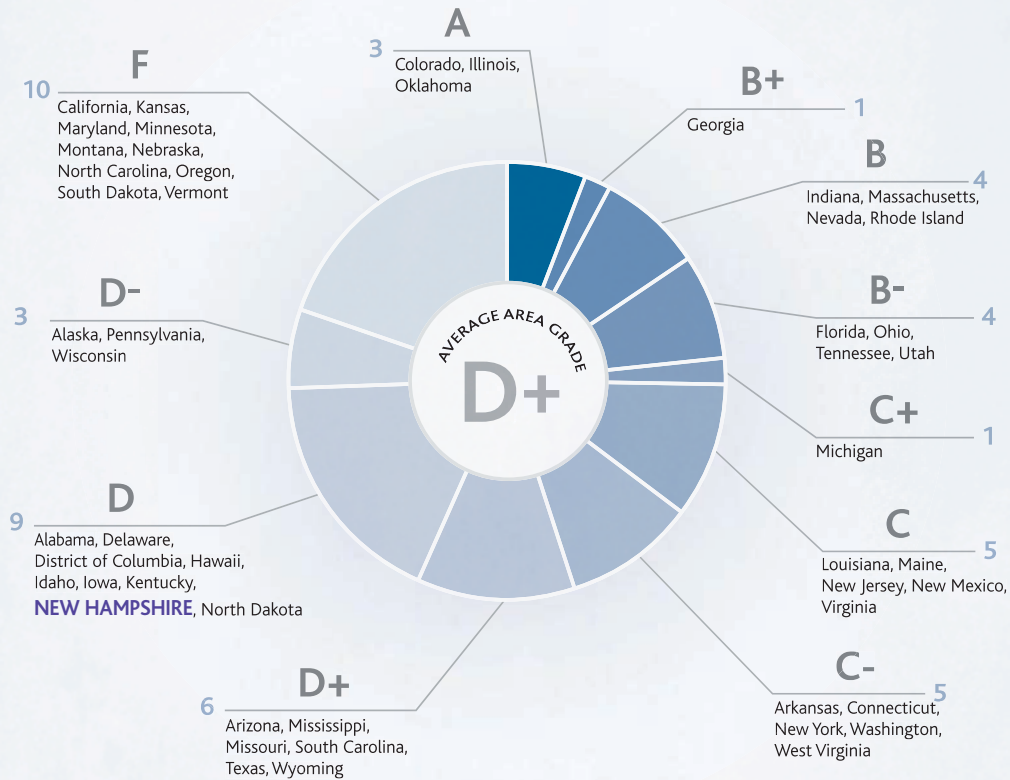 A
3
Colorado, Illinois,
Oklahoma
B+
1
Georgia
B
4
Indiana, Massachusetts,
Nevada, Rhode Island
B-
4
Florida, Ohio,
Tennessee, Utah
C+
1
Michigan
C
5
Louisiana, Maine,
New Jersey, New Mexico,
Virginia
C-
5
Arkansas, Connecticut,
New York, Washington,
West Virginia
D+
6
Arizona, Mississippi,
Missouri, South Carolina,
Texas, Wyoming
D
9
Alabama, Delaware,
District of Columbia, Hawaii,
Idaho, Iowa, Kentucky,
NEW HAMPSHIRE, North Dakota
D-
3
Alaska, Pennsylvania,
Wisconsin
F
10
California, Kansas,
Maryland, Minnesota,
Montana, Nebraska,
North Carolina, Oregon,
South Dakota, Vermont
AVERAGE AREA GRADE
D+